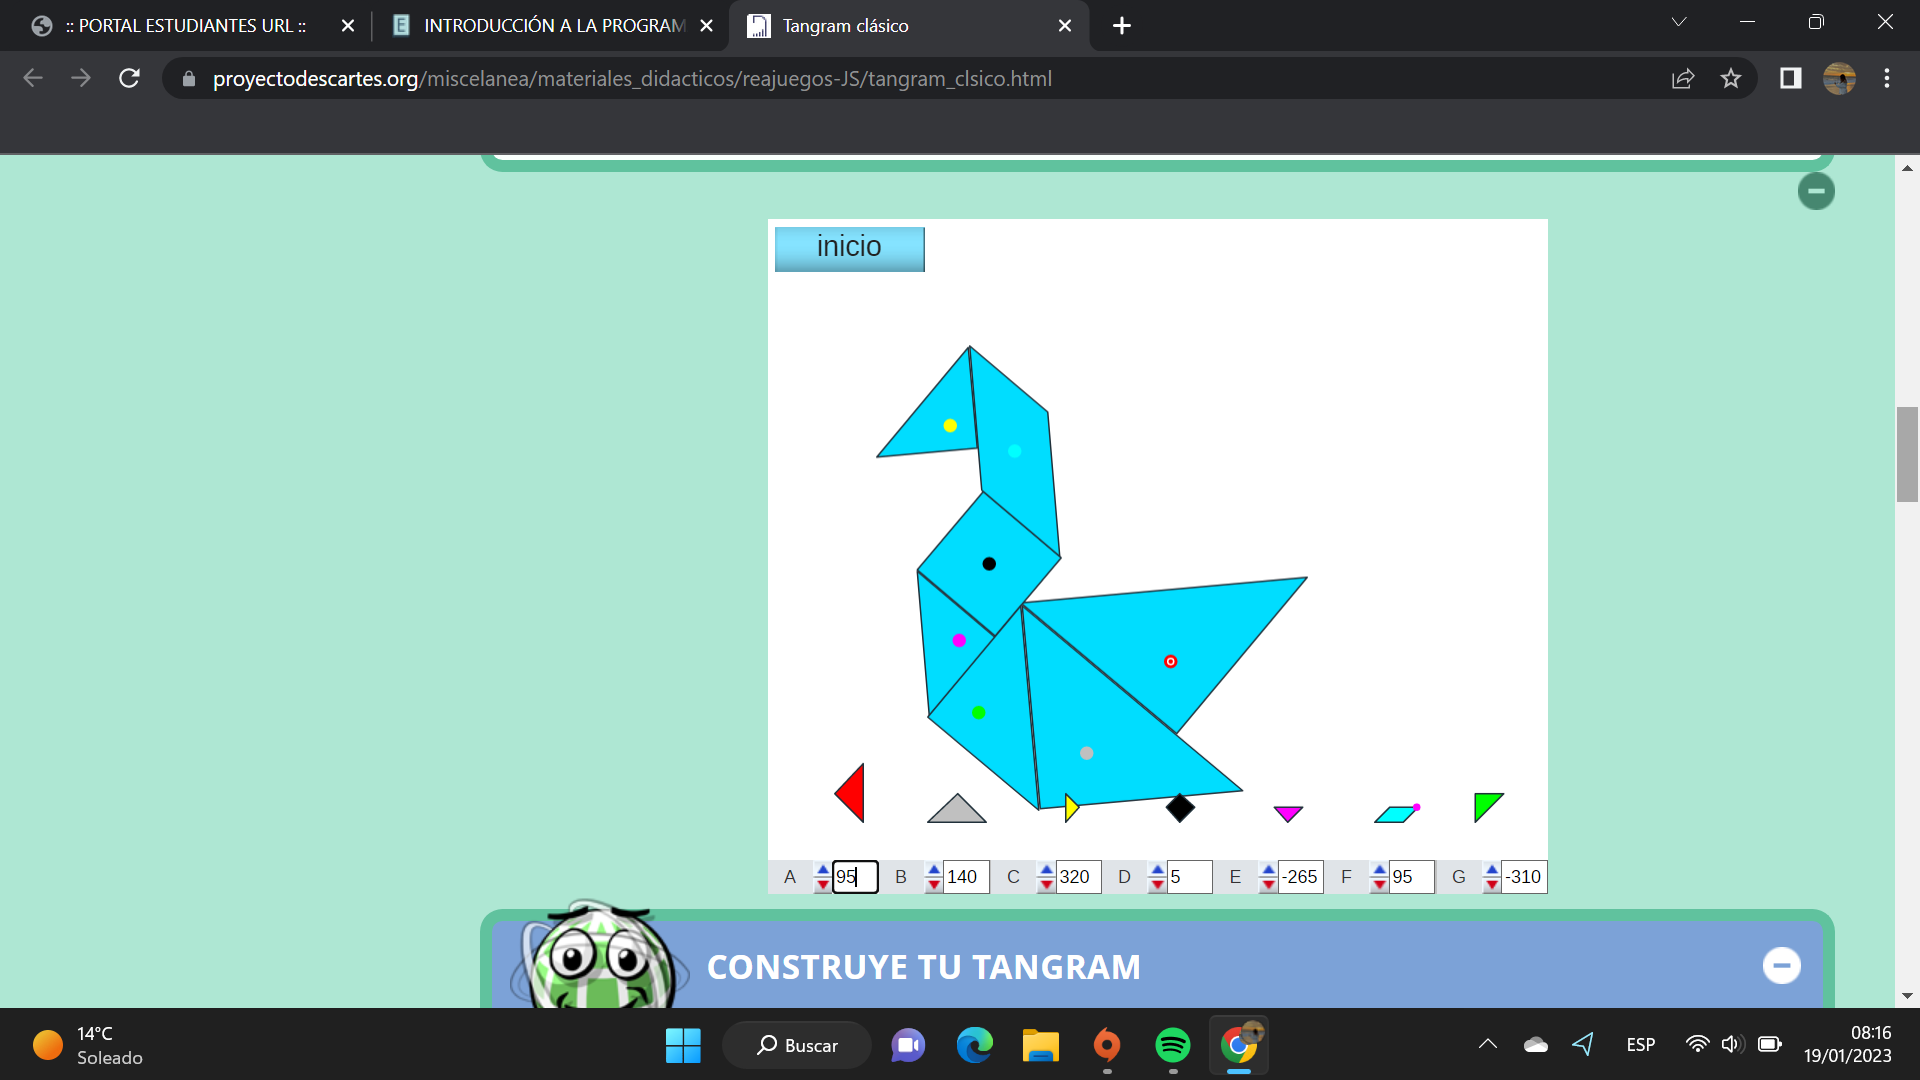 :: PORTAL ESTUDIANTES URL ::
INTRODUCCIÓN A LA PROGRAM
Tangram clásico
proyectodescartes.org/miscelanea/materiales_didacticos/reajuegos-JS/tangram_clsico.html
inicio
A 95 B 140 C 320 D 5 E -265 F 95 G -310
CONSTRUYE TU TANGRAM
14°C
Soleado
Buscar
ESP
08:16
19/01/2023